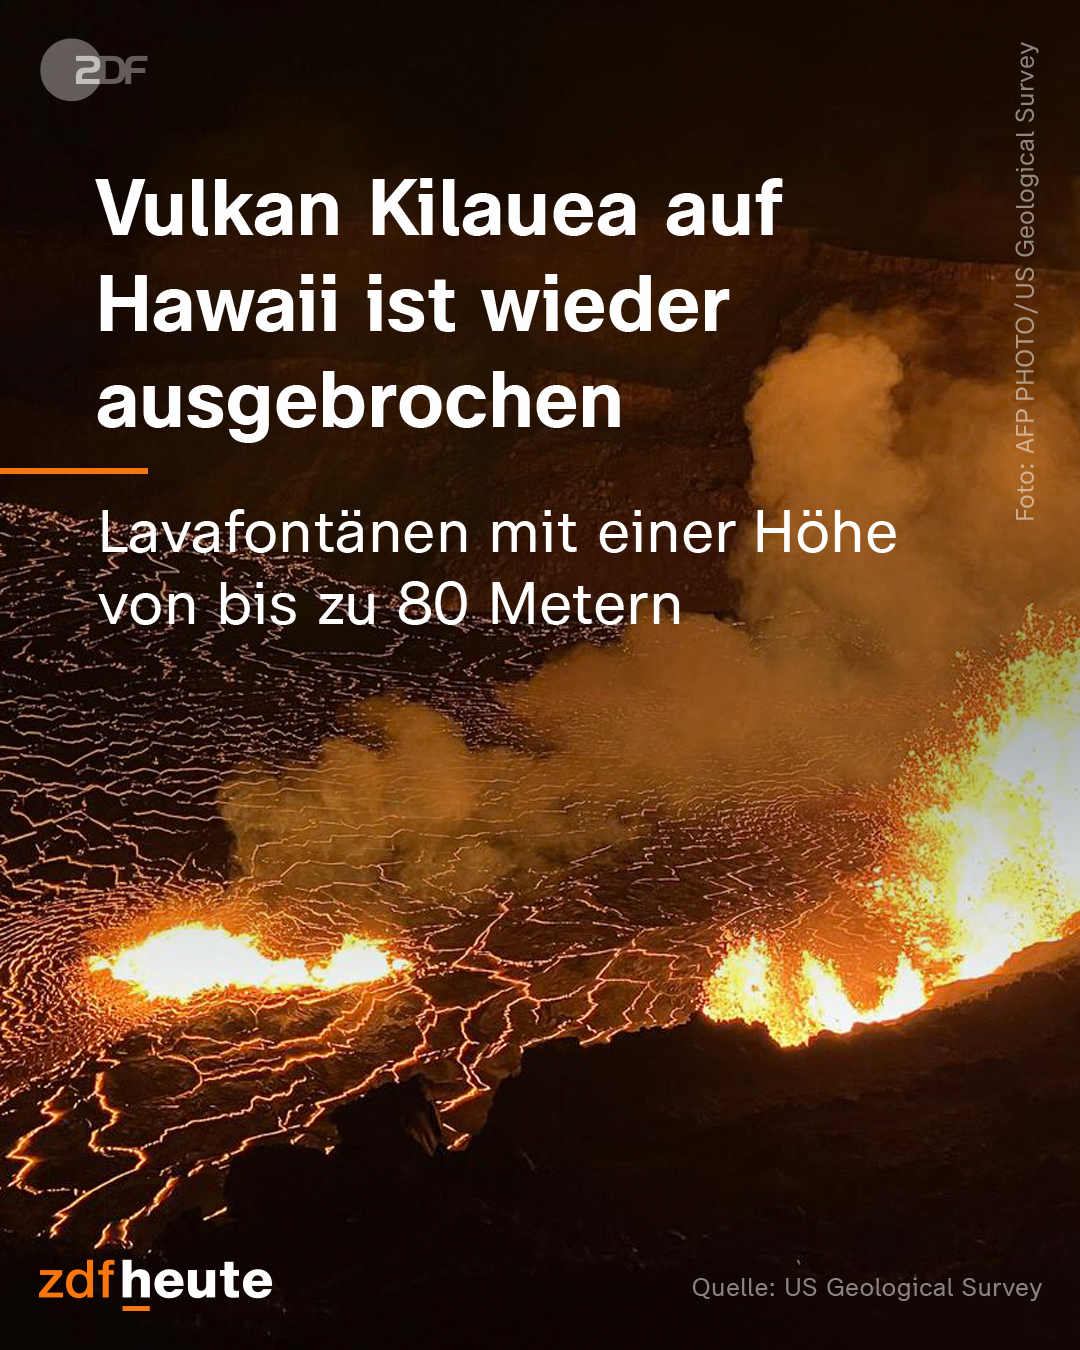 ZDF
Vulkan Kilauea auf
Hawaii ist wieder
ausgebrochen
Lavafontänen mit einer Höhe
von bis zu 80 Metern
Foto: AFP PHOTO/US Geological Survey
zdfheute
Quelle: US Geological Survey